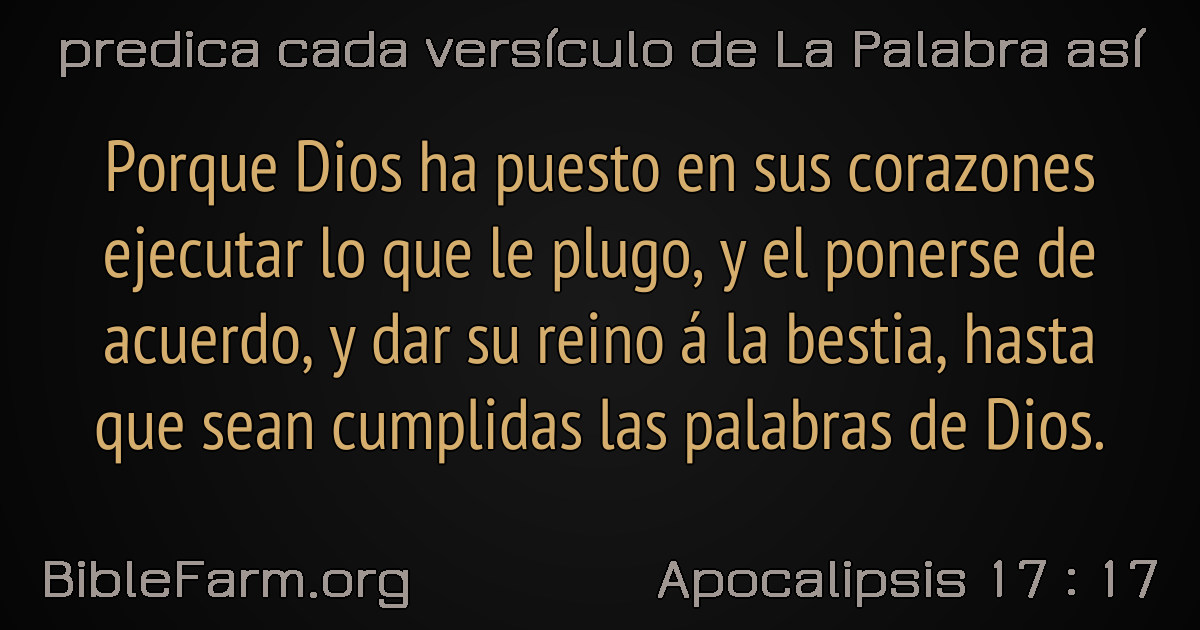 predica cada versículo de La Palabra así
Porque Dios ha puesto en sus corazones
ejecutar lo que le plugo, y el ponerse de
acuerdo, y dar su reino á la bestia, hasta
que sean cumplidas las palabras de Dios.
BibleFarm.org
Apocalipsis 17 : 17